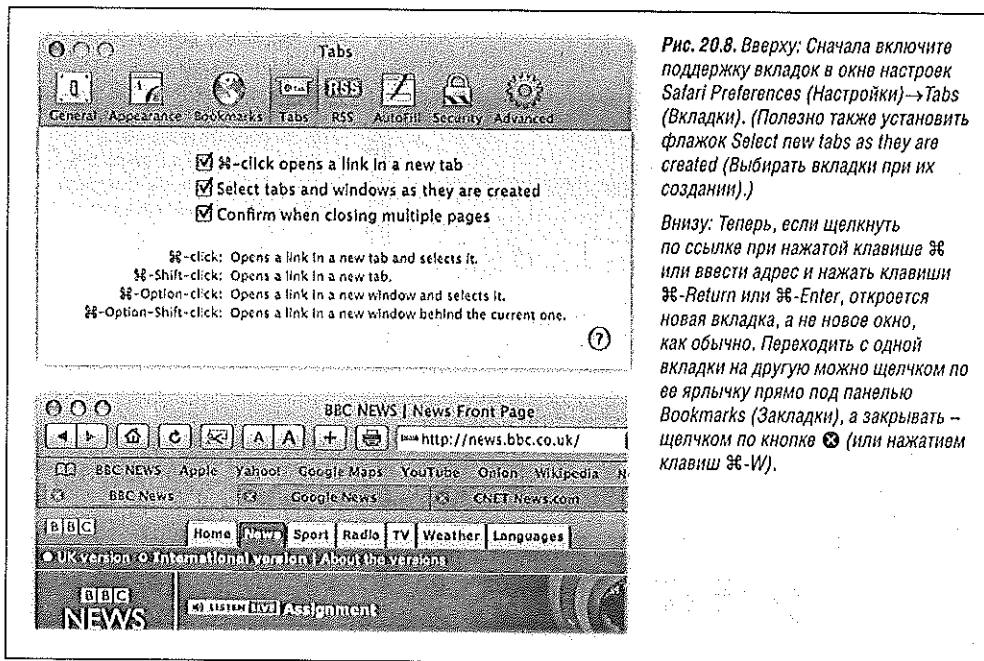 Tabs
General Appearance Bookmarks Tabs RSS AutoFill Security Advanced
⌘-click opens a link in a new tab
Select tabs and windows as they are created
Confirm when closing multiple pages
⌘-click: Opens a link in a new tab and selects it.
⌘-Shift-click: Opens a link in a new tab.
⌘-Option-click: Opens a link in a new window and selects it.
⌘-Option-Shift-click: Opens a link in a new window behind the current one.
?
BBC NEWS | News Front Page
A A + http://news.bbc.co.uk/
BBC NEWS Apple Yahoo! Google Maps YouTube Onion Wikipedia
BBC News Google News CNET News.com
BBC Home News Sport Radio TV Weather Languages
UK version International version | About the versions
BBC
NEWS
LISTEN LIVE Assignment
Рис. 20.8. Вверху: Сначала включите
поддержку вкладок в окне настроек
Safari Preferences (Настройки)→Tabs
(Вкладки). (Полезно также установить
флажок Select new tabs as they are
created (Выбирать вкладки при их
создании).)
Внизу: Теперь, если щелкнуть
по ссылке при нажатой клавише ⌘
или ввести адрес и нажать клавиши
⌘-Return или ⌘-Enter, откроется
новая вкладка, а не новое окно,
как обычно. Переходить с одной
вкладки на другую можно щелчком по
ее ярлычку прямо под панелью
Bookmarks (Закладки), а закрывать –
щелчком по кнопке ⊗ (или нажатием
клавиш ⌘-W).